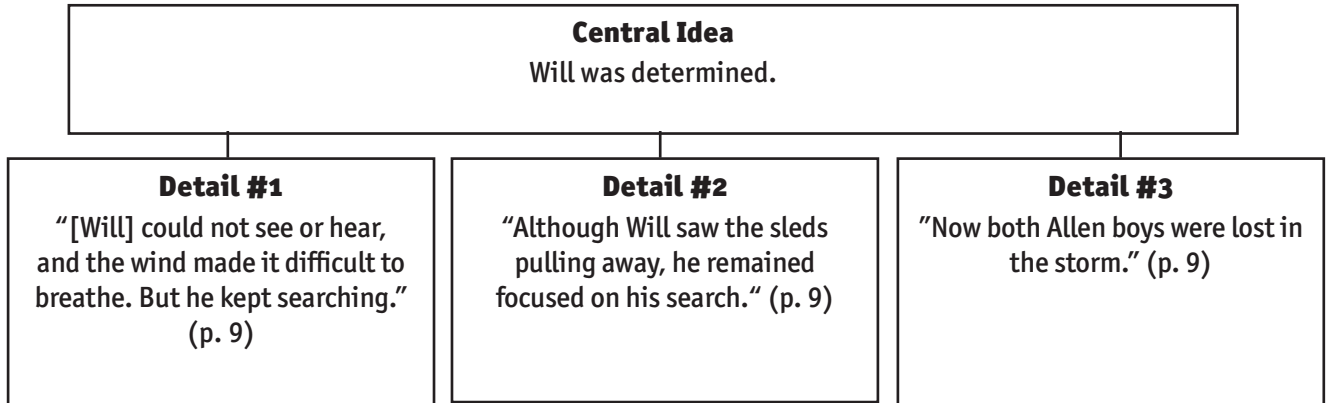 Central Idea
Will was determined.
Detail #1
“[Will] could not see or hear,
and the wind made it difficult to
breathe. But he kept searching.”
(p. 9)
Detail #2
“Although Will saw the sleds
pulling away, he remained
focused on his search.“ (p. 9)
Detail #3
”Now both Allen boys were lost in
the storm.” (p. 9)